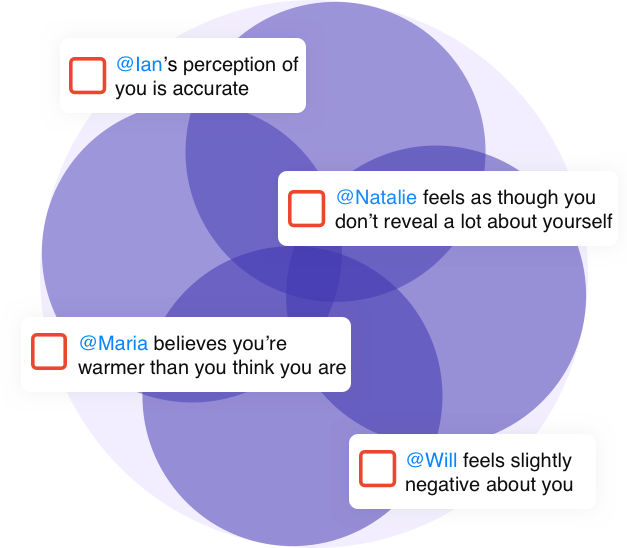 @Ian’s perception of
you is accurate
@Natalie feels as though you
don’t reveal a lot about yourself
@Maria believes you’re
warmer than you think you are
@Will feels slightly
negative about you